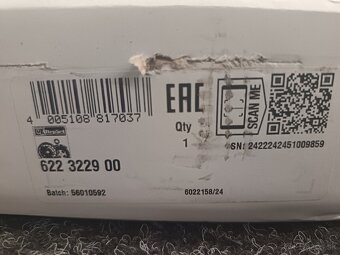 4 005108 817037
EAC
SCAN ME
Qty
1
SN: 2422242451009859
622 3229 00
Batch: 56010592
6022158/24